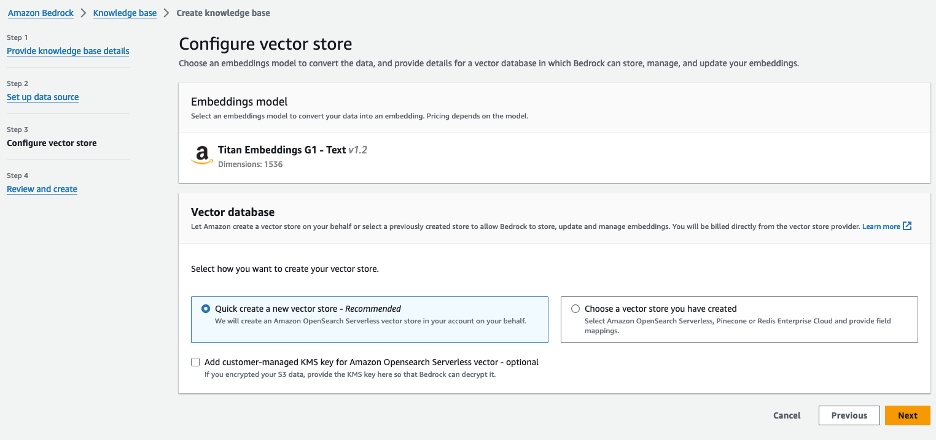 Amazon Bedrock > Knowledge base > Create knowledge base
Step 1
Provide knowledge base details
Step 2
Set up data source
Step 3
Configure vector store
Step 4
Review and create
Configure vector store
Choose an embeddings model to convert the data, and provide details for a vector database in which Bedrock can store, manage, and update your embeddings.
Embeddings model
Select an embeddings model to convert your data into an embedding. Pricing depends on the model.
a
Titan Embeddings G1 - Text v1.2
Dimensions: 1536
Vector database
Let Amazon create a vector store on your behalf or select a previously created store to allow Bedrock to store, update and manage embeddings. You will be billed directly from the vector store provider. Learn more
Select how you want to create your vector store.
Quick create a new vector store - Recommended
We will create an Amazon OpenSearch Serverless vector store in your account on your behalf.
Choose a vector store you have created
Select Amazon OpenSearch Serverless, Pinecone or Redis Enterprise Cloud and provide field
mappings.
Add customer-managed KMS key for Amazon Opensearch Serverless vector - optional
If you encrypted your S3 data, provide the KMS key here so that Bedrock can decrypt it.
Cancel
Previous
Next